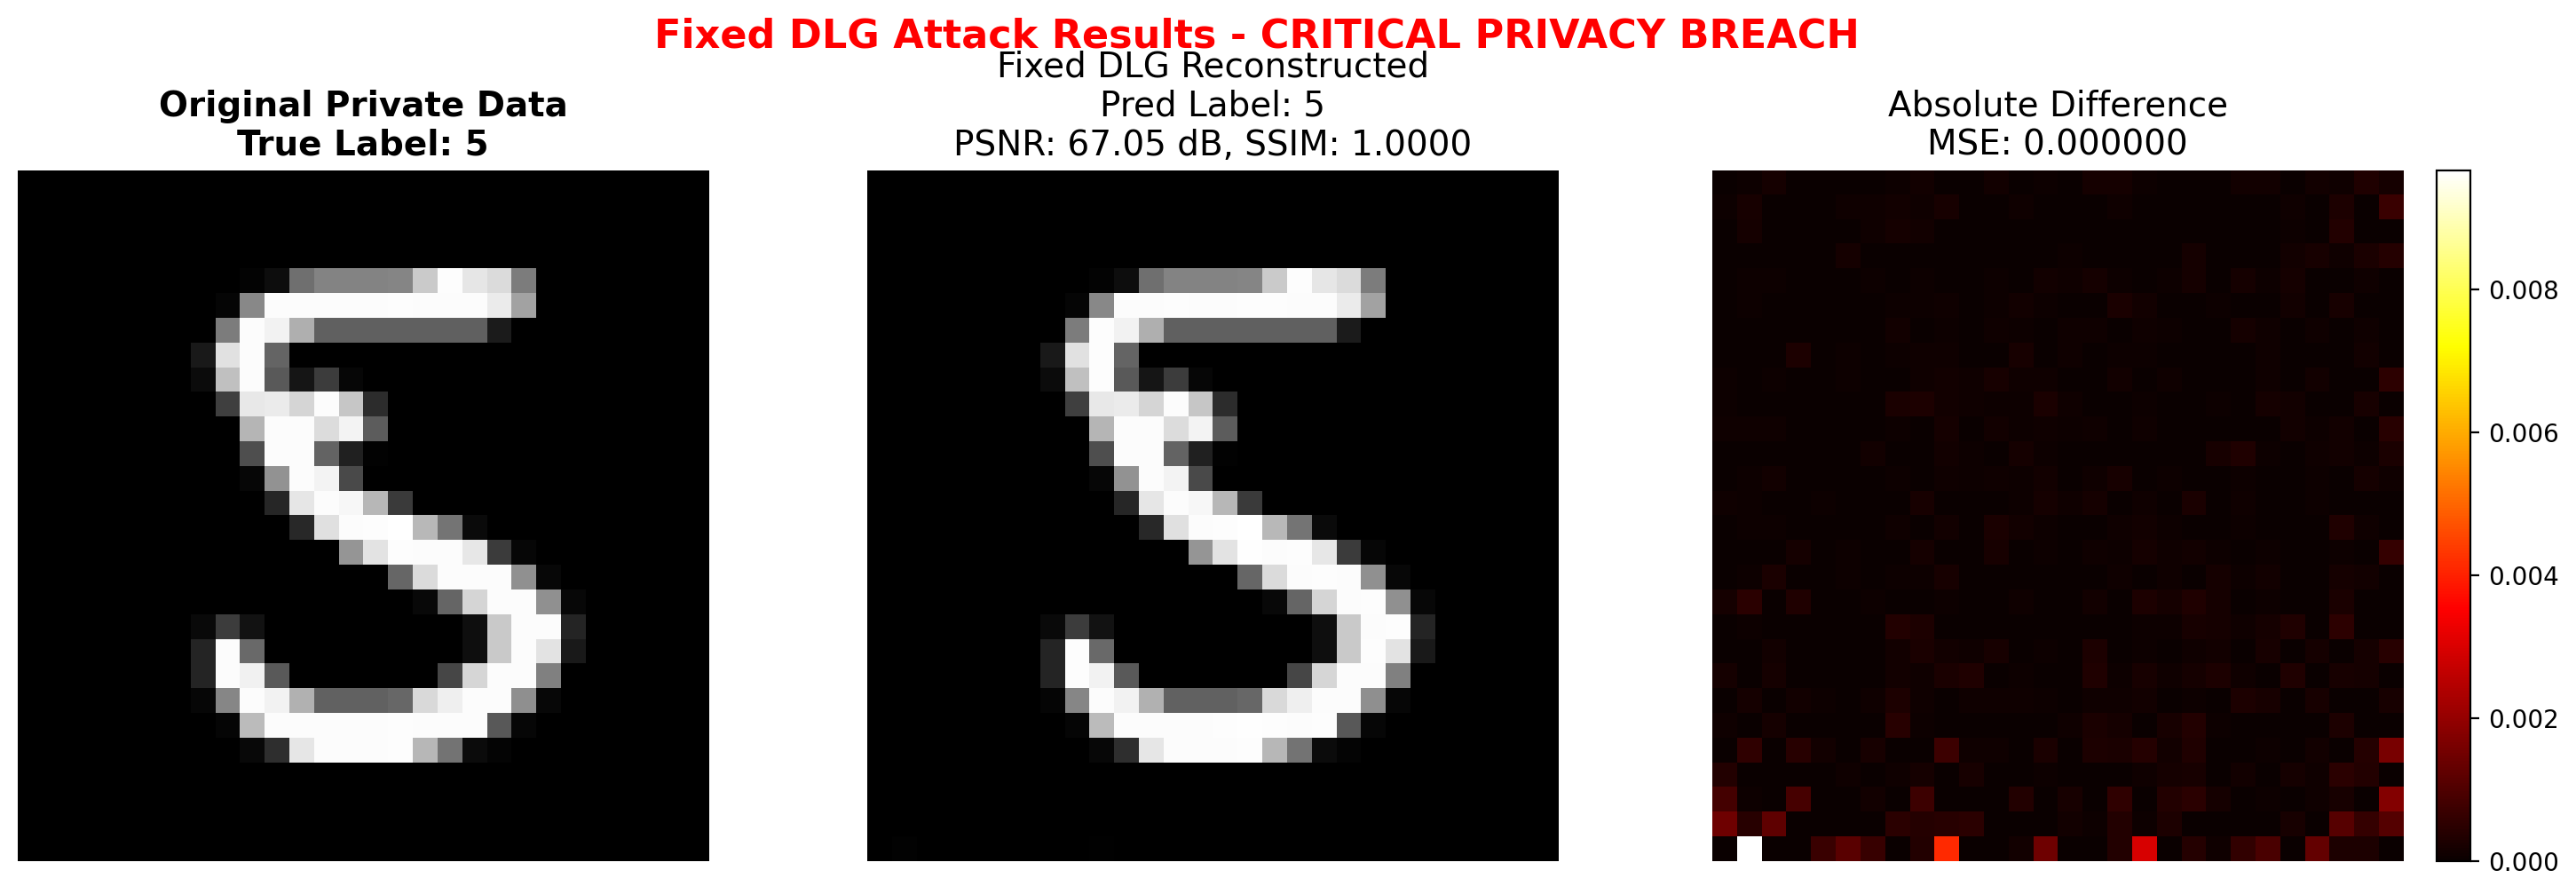 Fixed DLG Attack Results - CRITICAL PRIVACY BREACH
Original Private Data
True Label: 5
Fixed DLG Reconstructed
Pred Label: 5
PSNR: 67.05 dB, SSIM: 1.0000
Absolute Difference
MSE: 0.000000
0.008
0.006
0.004
0.002
0.000